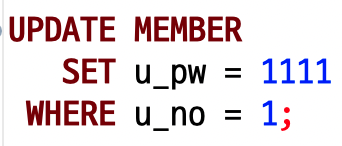 UPDATE MEMBER
SET u_pw = 1111
WHERE u_no = 1;